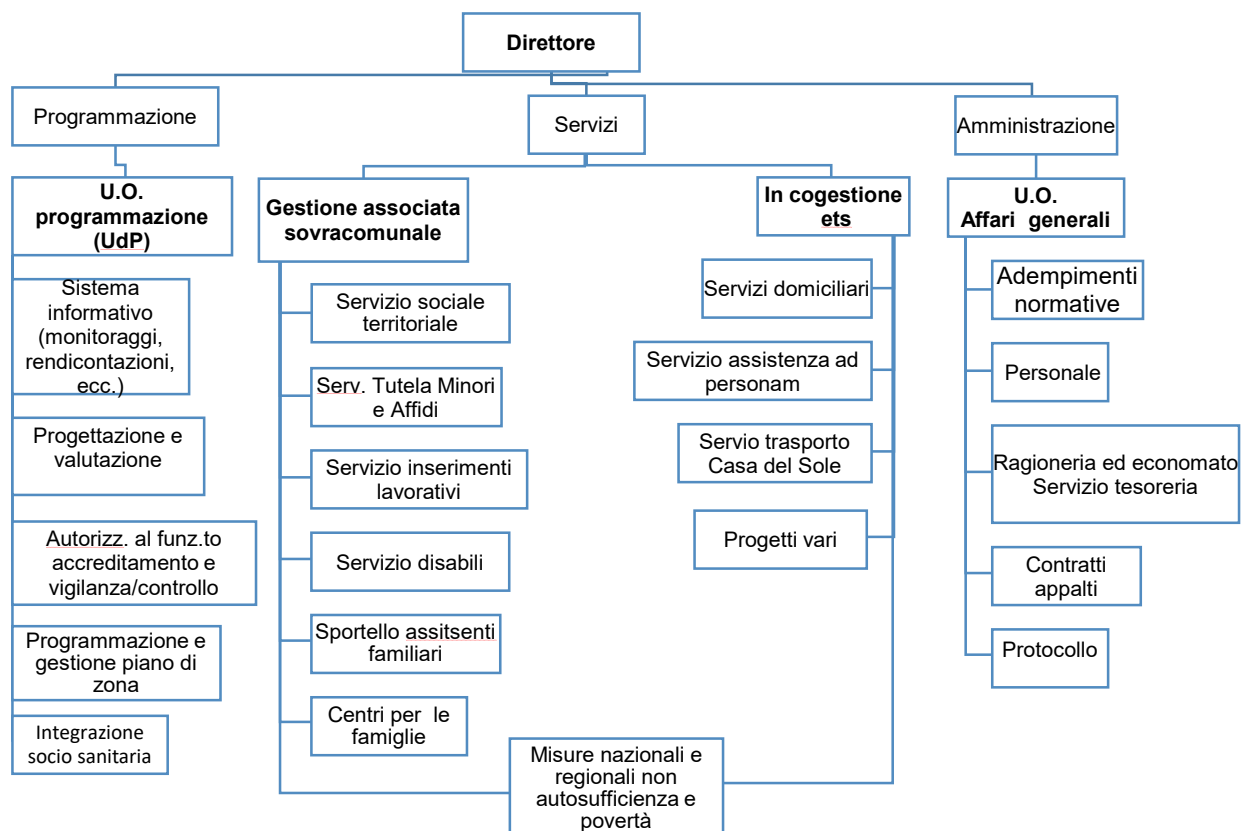 Direttore
Programmazione
Servizi
Amministrazione
U.O.
programmazione
(UdP)
Sistema
informativo
(monitoraggi,
rendicontazioni,
ecc.)
Progettazione e
valutazione
Autorizz. al funz.to
accreditamento e
vigilanza/controllo
Programmazione e
gestione piano di
zona
Integrazione
socio sanitaria
Gestione associata
sovracomunale
Servizio sociale
territoriale
Serv. Tutela Minori
e Affidi
Servizio inserimenti
lavorativi
Servizio disabili
Sportello assitsenti
familiari
Centri per le
famiglie
In cogestione
ets
Servizi domiciliari
Servizio assistenza ad
personam
Servio trasporto
Casa del Sole
Progetti vari
Misure nazionali e
regionali non
autosufficienza e
povertà
U.O.
Affari generali
Adempimenti
normative
Personale
Ragioneria ed economato
Servizio tesoreria
Contratti
appalti
Protocollo